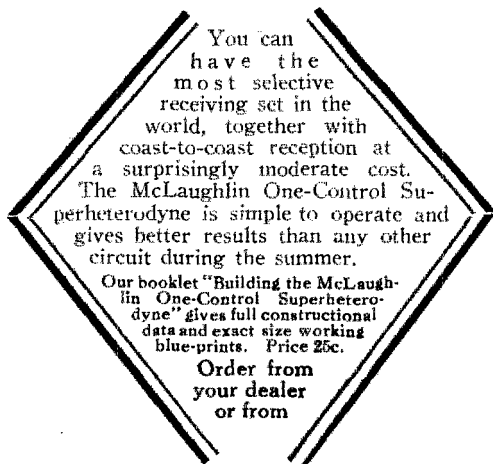 You can
have the
most selective
receiving set in the
world, together with
coast-to-coast reception at
a surprisingly moderate cost.
The McLaughlin One-Control Su-
perheterodyne is simple to operate and
gives better results than any other
circuit during the summer.
Our booklet "Building the McLaugh-
lin One-Control Superhetero-
dyne" gives full constructional
data and exact size working
blue-prints. Price 25c.
Order from
your dealer
or from